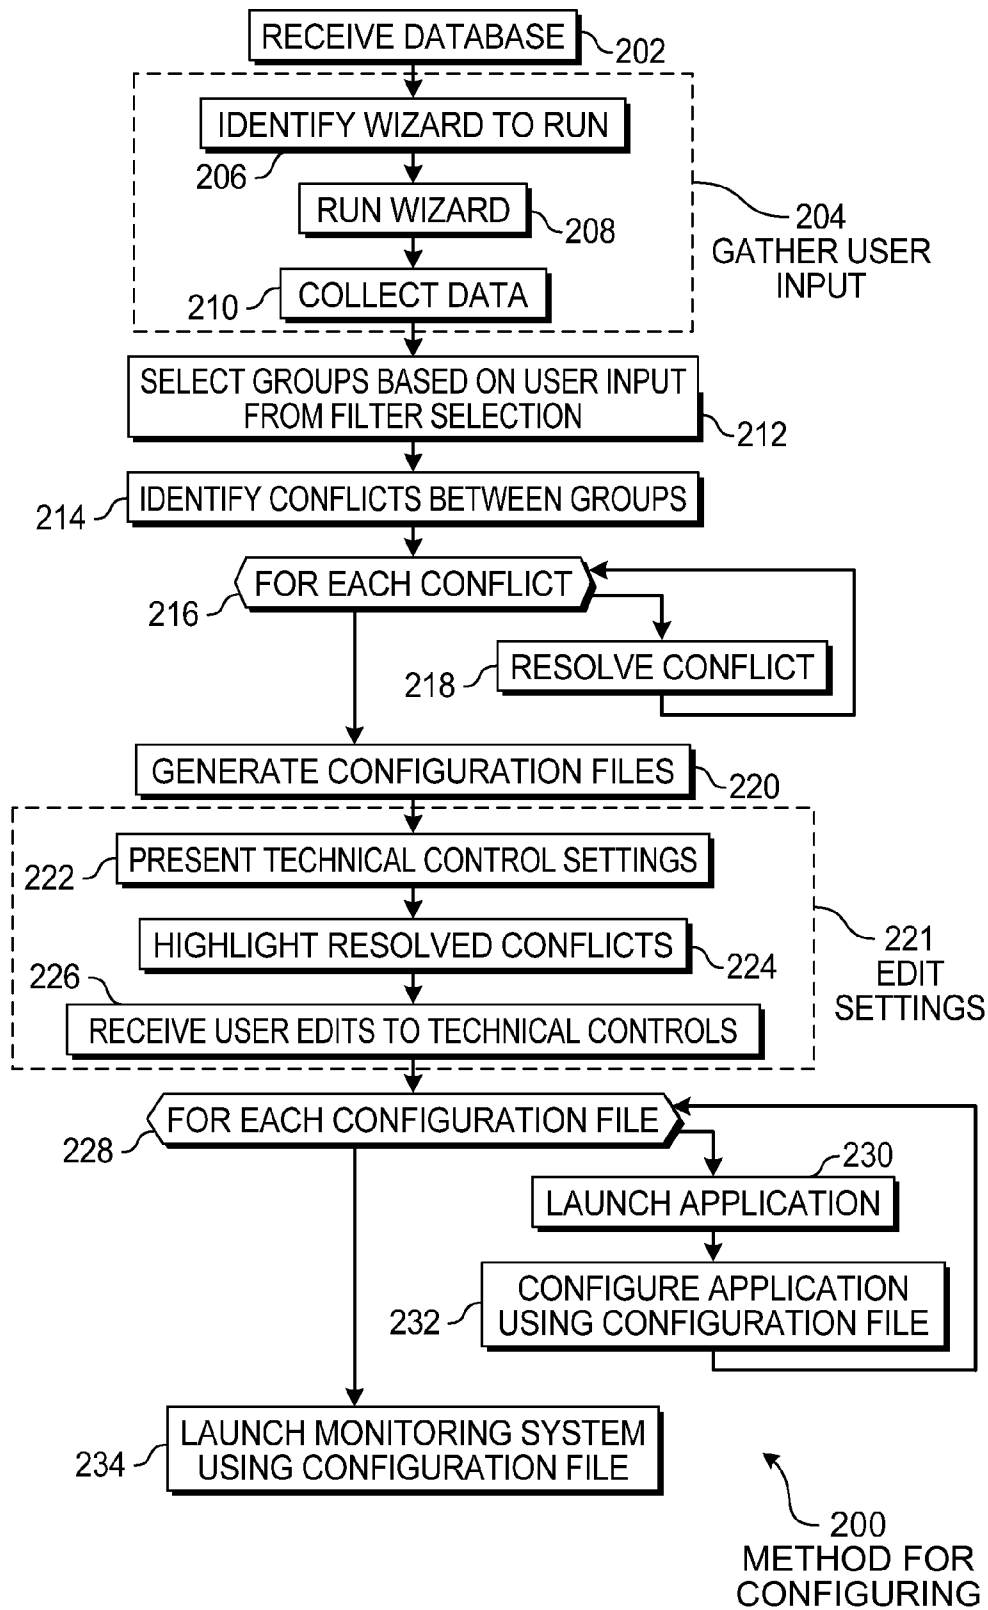 RECEIVE DATABASE
202
IDENTIFY WIZARD TO RUN
206
RUN WIZARD
208
204
GATHER USER
INPUT
210
COLLECT DATA
SELECT GROUPS BASED ON USER INPUT
FROM FILTER SELECTION
212
IDENTIFY CONFLICTS BETWEEN GROUPS
214
FOR EACH CONFLICT
216
RESOLVE CONFLICT
218
GENERATE CONFIGURATION FILES
220
PRESENT TECHNICAL CONTROL SETTINGS
222
HIGHLIGHT RESOLVED CONFLICTS
224
221
EDIT
SETTINGS
226
RECEIVE USER EDITS TO TECHNICAL CONTROLS
FOR EACH CONFIGURATION FILE
228
230
LAUNCH APPLICATION
CONFIGURE APPLICATION
USING CONFIGURATION FILE
232
LAUNCH MONITORING SYSTEM
USING CONFIGURATION FILE
234
200
METHOD FOR
CONFIGURING